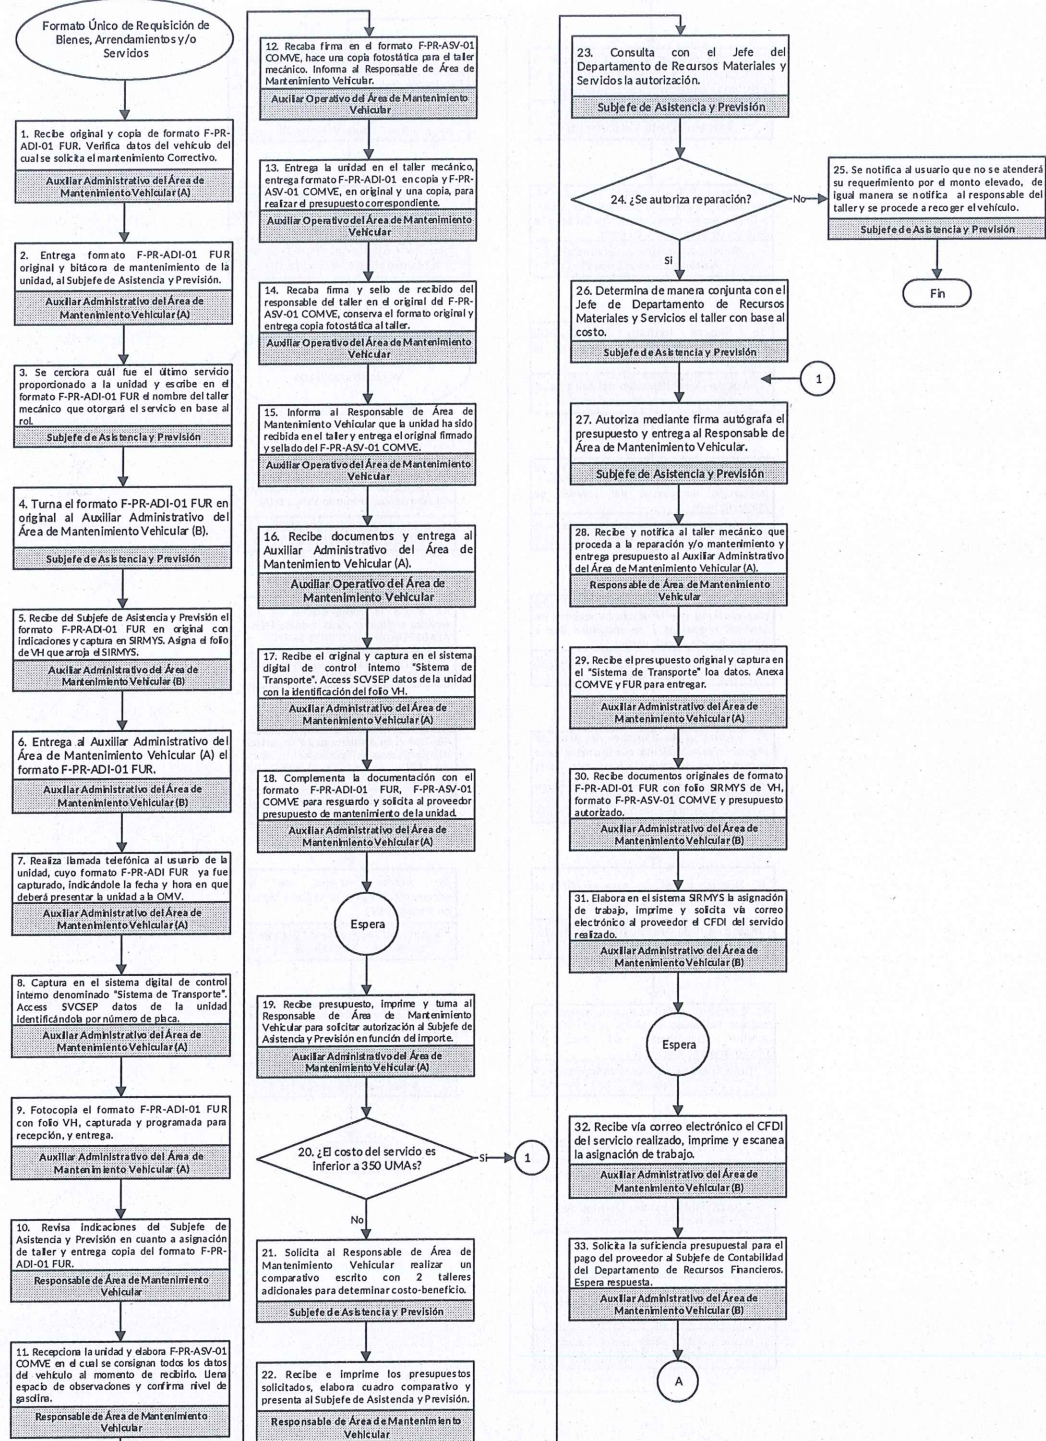 Formato Único de Requisición de
Bienes, Arrendamientos y/o
Servicios
1. Recibe original y copia de formato F-PR-
ADI-01 FUR. Verifica datos del vehículo del
cual se solicita el mantenimiento Correctivo.
Auxiliar Administrativo del Área de
Mantenimiento Vehicular (A)
2. Entrega formato F-PR-ADI-01 FUR
original y bitácora de mantenimiento de la
unidad, al Subjefe de Asistencia y Previsión.
Auxiliar Administrativo del Área de
Mantenimiento Vehicular (A)
3. Se cerciora cuál fue el último servicio
proporcionado a la unidad y escribe en el
formato F-PR-ADI-01 FUR el nombre del taller
mecánico que otorgará el servicio en base al
rol.
Subjefe de Asistencia y Previsión
4. Turna el formato F-PR-ADI-01 FUR en
original al Auxiliar Administrativo del
Área de Mantenimiento Vehicular (B).
Subjefe de Asistencia y Previsión
5. Recibe del Subjefe de Asistencia y Previsión el
formato F-PR-ADI-01 FUR en original con
indicaciones y captura en SIRMYS. Asigna el folio
de VH que arroja el SIRMYS.
Auxiliar Administrativo del Área de
Mantenimiento Vehicular (B)
6. Entrega al Auxiliar Administrativo del
Área de Mantenimiento Vehicular (A) el
formato F-PR-ADI-01 FUR.
Auxiliar Administrativo del Área de
Mantenimiento Vehicular (B)
7. Realiza llamada telefónica al usuario de la
unidad, cuyo formato F-PR-ADI FUR ya fue
capturado, indicándole la fecha y hora en que
deberá presentar la unidad a la OMV.
Auxiliar Administrativo del Área de
Mantenimiento Vehicular (A)
8. Captura en el sistema digital de control
interno denominado "Sistema de Transporte".
Access SVCSEP datos de la unidad
identificándola por número de placa.
Auxiliar Administrativo del Área de
Mantenimiento Vehicular (A)
9. Fotocopia el formato F-PR-ADI-01 FUR
con folio VH, capturada y programada para
recepción, y entrega.
Auxiliar Administrativo del Área de
Mantenimiento Vehicular (A)
10. Revisa indicaciones del Subjefe de
Asistencia y Previsión en cuanto a asignación
de taller y entrega copia del formato F-PR-
ADI-01 FUR.
Responsable de Área de Mantenimiento
Vehicular
11. Recepciona la unidad y elabora F-PR-ASV-01
COMVE en el cual se consignan todos los datos
del vehículo al momento de recibirlo. Llena
espacio de observaciones y confirma nivel de
gasolina.
Responsable de Área de Mantenimiento
Vehicular
12. Recaba firma en el formato F-PR-ASV-01
COMVE, hace una copia fotostática para el taller
mecánico. Informa al Responsable de Área de
Mantenimiento Vehicular.
Auxiliar Operativo del Área de Mantenimiento
Vehicular
13. Entrega la unidad en el taller mecánico,
entrega formato F-PR-ADI-01 en copia y F-PR-
ASV-01 COMVE, en original y una copia, para
realizar el presupuesto correspondiente.
Auxiliar Operativo del Área de Mantenimiento
Vehicular
14. Recaba firma y sello de recibido del
responsable del taller en el original del F-PR-
ASV-01 COMVE, conserva el formato original y
entrega copia fotostática al taller.
Auxiliar Operativo del Área de Mantenimiento
Vehicular
15. Informa al Responsable de Área de
Mantenimiento Vehicular que la unidad ha sido
recibida en el taller y entrega el original firmado
y sellado del F-PR-ASV-01 COMVE.
Auxiliar Operativo del Área de Mantenimiento
Vehicular
16. Recibe documentos y entrega al
Auxiliar Administrativo del Área de
Mantenimiento Vehicular (A).
Auxiliar Operativo del Área de
Mantenimiento Vehicular
17. Recibe el original y captura en el sistema
digital de control interno "Sistema de
Transporte". Access SCVSEP datos de la unidad
con la identificación del folio VH.
Auxiliar Administrativo del Área de
Mantenimiento Vehicular (A)
18. Complementa la documentación con el
formato F-PR-ADI-01 FUR, F-PR-ASV-01
COMVE para resguardo y solicita al proveedor
presupuesto de mantenimiento de la unidad.
Auxiliar Administrativo del Área de
Mantenimiento Vehicular (A)
Espera
19. Recibe presupuesto, imprime y turna al
Responsable de Área de Mantenimiento
Vehicular para solicitar autorización al Subjefe de
Asistencia y Previsión en función del importe.
Auxiliar Administrativo del Área de
Mantenimiento Vehicular (A)
20. ¿El costo del servicio es
inferior a 350 UMAs?
Si
1
No
21. Solicita al Responsable de Área de
Mantenimiento Vehicular realizar un
comparativo escrito con 2 talleres
adicionales para determinar costo-beneficio.
Subjefe de Asistencia y Previsión
22. Recibe e imprime los presupuestos
solicitados, elabora cuadro comparativo y
presenta al Subjefe de Asistencia y Previsión.
Responsable de Área de Mantenimiento
Vehicular
23. Consulta con el Jefe del
Departamento de Recursos Materiales y
Servicios la autorización.
Subjefe de Asistencia y Previsión
24. ¿Se autoriza reparación?
No
25. Se notifica al usuario que no se atenderá
su requerimiento por el monto elevado, de
igual manera se notifica al responsable del
taller y se procede a recoger el vehículo.
Subjefe de Asistencia y Previsión
Fin
Si
26. Determina de manera conjunta con el
Jefe de Departamento de Recursos
Materiales y Servicios el taller con base al
costo.
Subjefe de Asistencia y Previsión
1
27. Autoriza mediante firma autógrafa el
presupuesto y entrega al Responsable de
Área de Mantenimiento Vehicular.
Subjefe de Asistencia y Previsión
28. Recibe y notifica al taller mecánico que
proceda a la reparación y/o mantenimiento y
entrega presupuesto al Auxiliar Administrativo
del Área de Mantenimiento Vehicular (A).
Responsable de Área de Mantenimiento
Vehicular
29. Recibe el presupuesto original y captura en
el "Sistema de Transporte" loa datos. Anexa
COMVE y FUR para entregar.
Auxiliar Administrativo del Área de
Mantenimiento Vehicular (A)
30. Recibe documentos originales de formato
F-PR-ADI-01 FUR con folio SIRMYS de VH,
formato F-PR-ASV-01 COMVE y presupuesto
autorizado.
Auxiliar Administrativo del Área de
Mantenimiento Vehicular (B)
31. Elabora en el sistema SIRMYS la asignación
de trabajo, imprime y solicita vía correo
electrónico al proveedor el CFDI del servicio
realizado.
Auxiliar Administrativo del Área de
Mantenimiento Vehicular (B)
Espera
32. Recibe vía correo electrónico el CFDI
del servicio realizado, imprime y escanea
la asignación de trabajo.
Auxiliar Administrativo del Área de
Mantenimiento Vehicular (B)
33. Solicita la suficiencia presupuestal para el
pago del proveedor al Subjefe de Contabilidad
del Departamento de Recursos Financieros.
Espera respuesta.
Auxiliar Administrativo del Área de
Mantenimiento Vehicular (B)
A